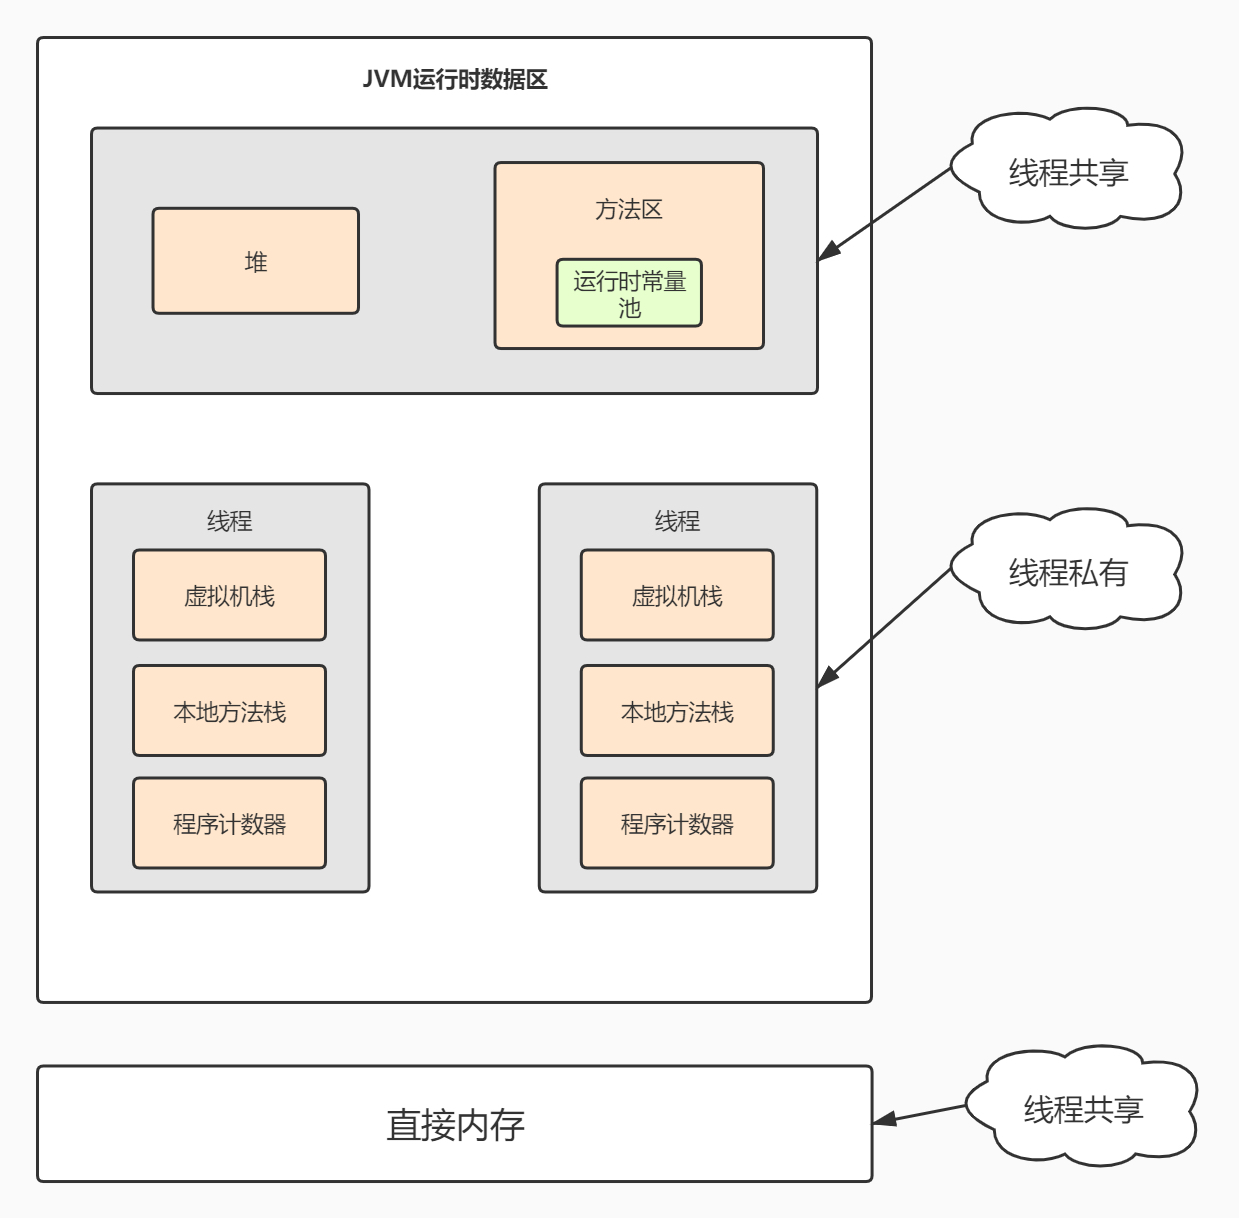 JVM运行时数据区
线程共享
堆
方法区
运行时常量
池
线程
虚拟机栈
本地方法栈
程序计数器
线程
虚拟机栈
本地方法栈
程序计数器
线程私有
直接内存
线程共享